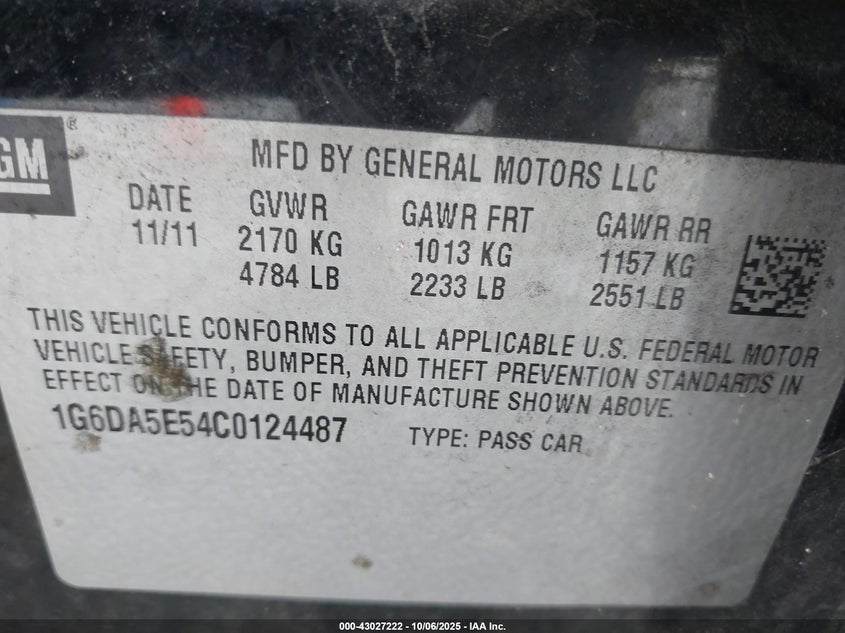 GM ®
MFD BY GENERAL MOTORS LLC
DATE GVWR GAWR FRT GAWR RR
11/11 2170 KG 1013 KG 1157 KG
4784 LB 2233 LB 2551 LB
THIS VEHICLE CONFORMS TO ALL APPLICABLE U.S. FEDERAL MOTOR
VEHICLE SAFETY, BUMPER, AND THEFT PREVENTION STANDARDS IN
EFFECT ON THE DATE OF MANUFACTURE SHOWN ABOVE.
1G6DA5E54C0124487 TYPE: PASS CAR
000-43027222 - 10/06/2025 - IAA Inc.